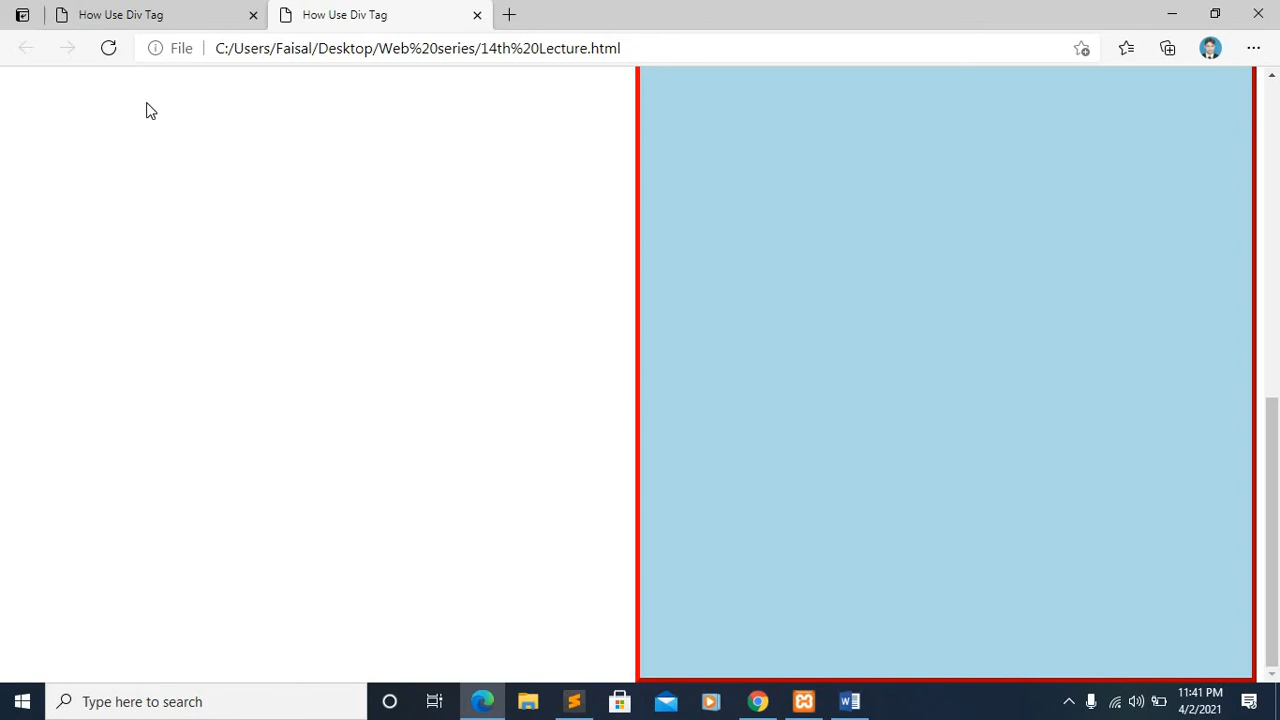 How Use Div Tag
How Use Div Tag
File
C:/Users/Faisal/Desktop/Web%20series/14th%20Lecture.html
Type here to search
11:41 PM
4/2/2021